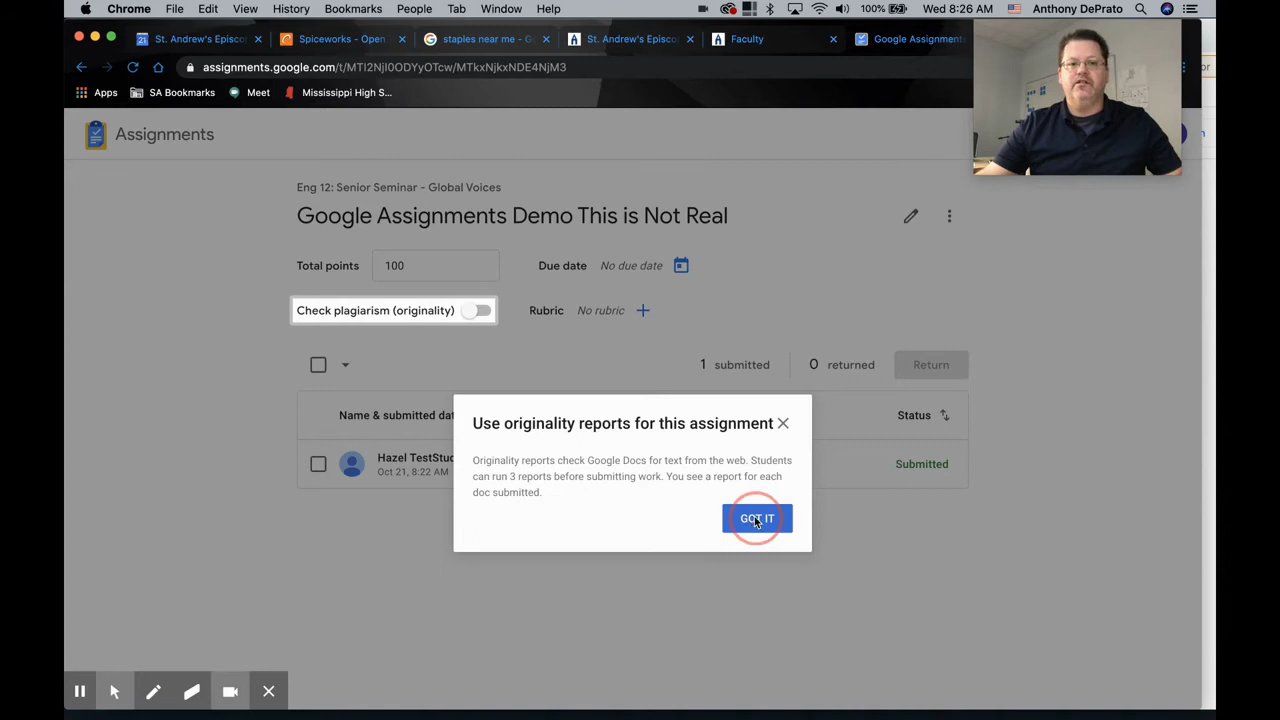 Chrome File Edit View History Bookmarks People Tab Window Help 100% Wed 8:26 AM Anthony DePrato
21 St. Andrew's Episcop Spiceworks - Open staples near me - Go St. Andrew's Episcop Faculty Google Assignments
assignments.google.com/t/MTI2NjI0ODYyOTcw/MTkxNjkxNDE4NjM3
Apps SA Bookmarks Meet Mississippi High S...
Assignments
Eng 12: Senior Seminar - Global Voices
Google Assignments Demo This is Not Real
Total points 100 Due date No due date
Check plagiarism (originality) Rubric No rubric +
1 submitted 0 returned Return
Name & submitted dat Status
Use originality reports for this assignment
Originality reports check Google Docs for text from the web. Students
can run 3 reports before submitting work. You see a report for each
doc submitted.
GOT IT
Hazel TestStu
Oct 21, 8:22 AM
Submitted